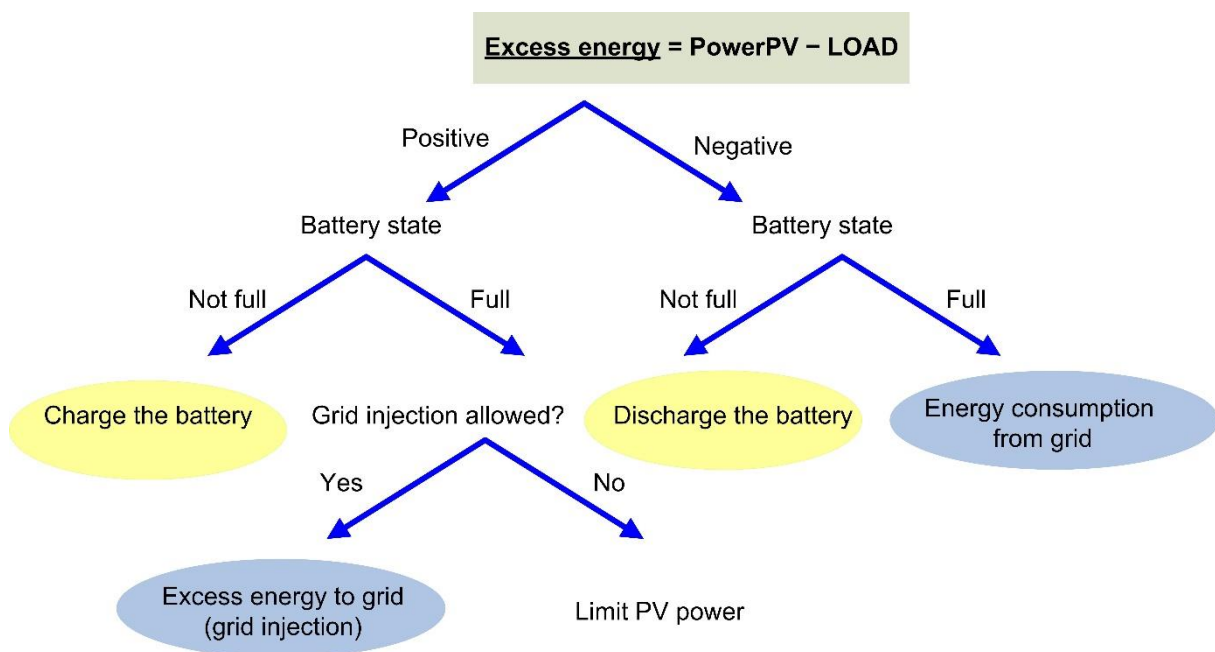 Excess energy = PowerPV − LOAD
Positive
Negative
Battery state
Battery state
Not full
Full
Not full
Full
Charge the battery
Grid injection allowed?
Discharge the battery
Energy consumption
from grid
Yes
No
Excess energy to grid
(grid injection)
Limit PV power